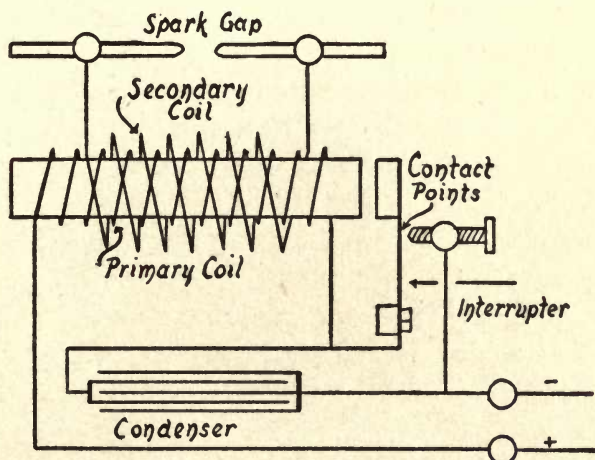 Spark Gap
Secondary
Coil
Contact
Points
Primary Coil
Interrupter
Condenser
-
+